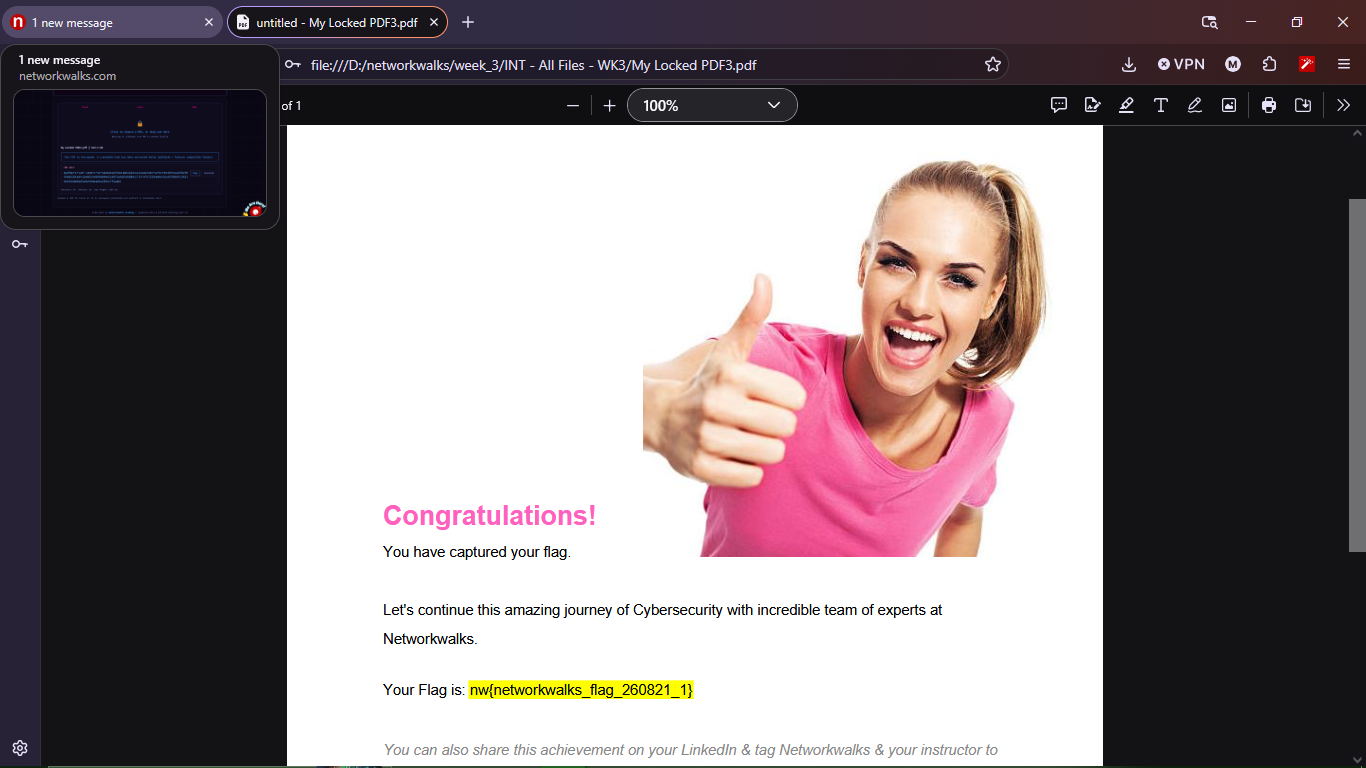 1 new message
untitled - My Locked PDF3.pdf
1 new message
networkwalks.com
file:///D:/networkwalks/week_3/INT - All Files - WK3/My Locked PDF3.pdf
VPN
M
of 1
100%
Congratulations!
You have captured your flag.
Let's continue this amazing journey of Cybersecurity with incredible team of experts at
Networkwalks.
Your Flag is: nw{networkwalks_flag_260821_1}
You can also share this achievement on your LinkedIn & tag Networkwalks & your instructor to